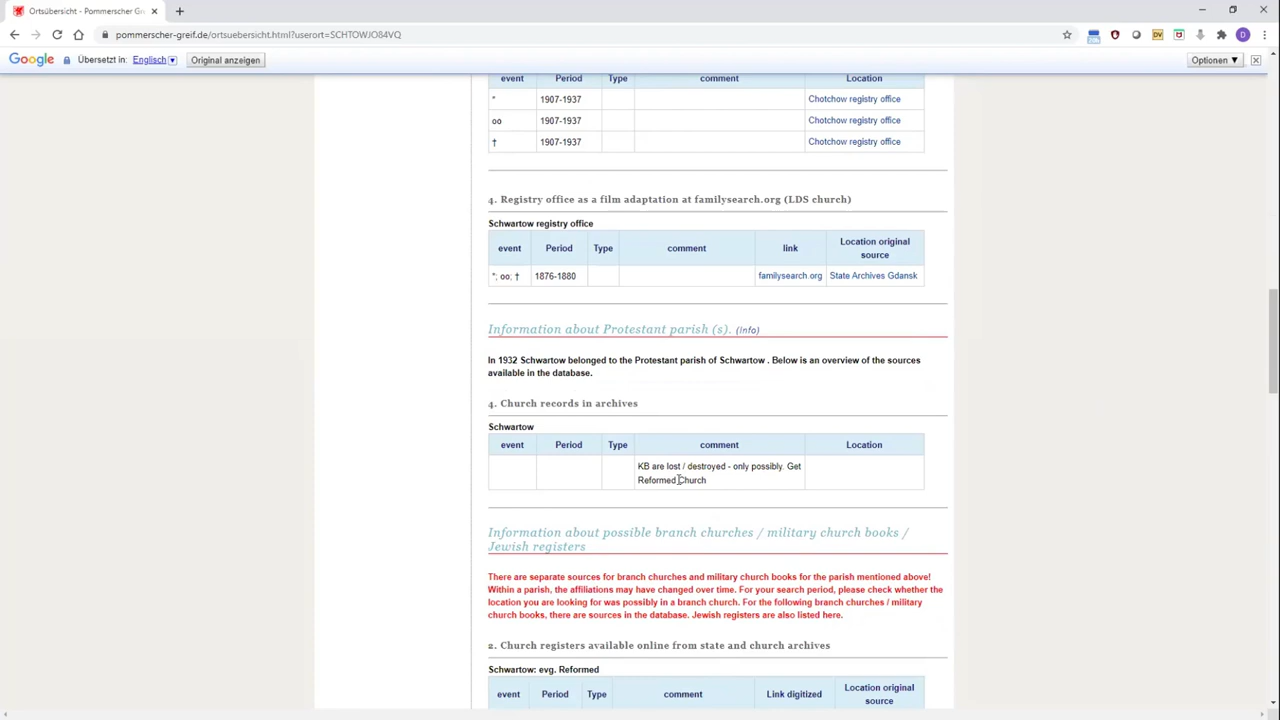 Ortsübersicht - Pommerscher Gr
pommerscher-greif.de/ortsuebersicht.html?userort=SCHTOWJO84VQ
Google Übersetzt in: Englisch Original anzeigen Optionen
event Period Type comment Location
* 1907-1937 Chotchow registry office
oo 1907-1937 Chotchow registry office
† 1907-1937 Chotchow registry office
4. Registry office as a film adaptation at familysearch.org (LDS church)
Schwartow registry office
event Period Type comment link Location original
source
*; oo; † 1876-1880 familysearch.org State Archives Gdansk
Information about Protestant parish (s). (Info)
In 1932 Schwartow belonged to the Protestant parish of Schwartow . Below is an overview of the sources
available in the database.
4. Church records in archives
Schwartow
event Period Type comment Location
KB are lost / destroyed - only possibly. Get
Reformed Church
Information about possible branch churches / military church books /
Jewish registers
There are separate sources for branch churches and military church books for the parish mentioned above!
Within a parish, the affiliations may have changed over time. For your search period, please check whether the
location you are looking for was possibly in a branch church. For the following branch churches / military
church books, there are sources in the database. Jewish registers are also listed here.
2. Church registers available online from state and church archives
Schwartow: evg. Reformed
event Period Type comment Link digitized Location original
source